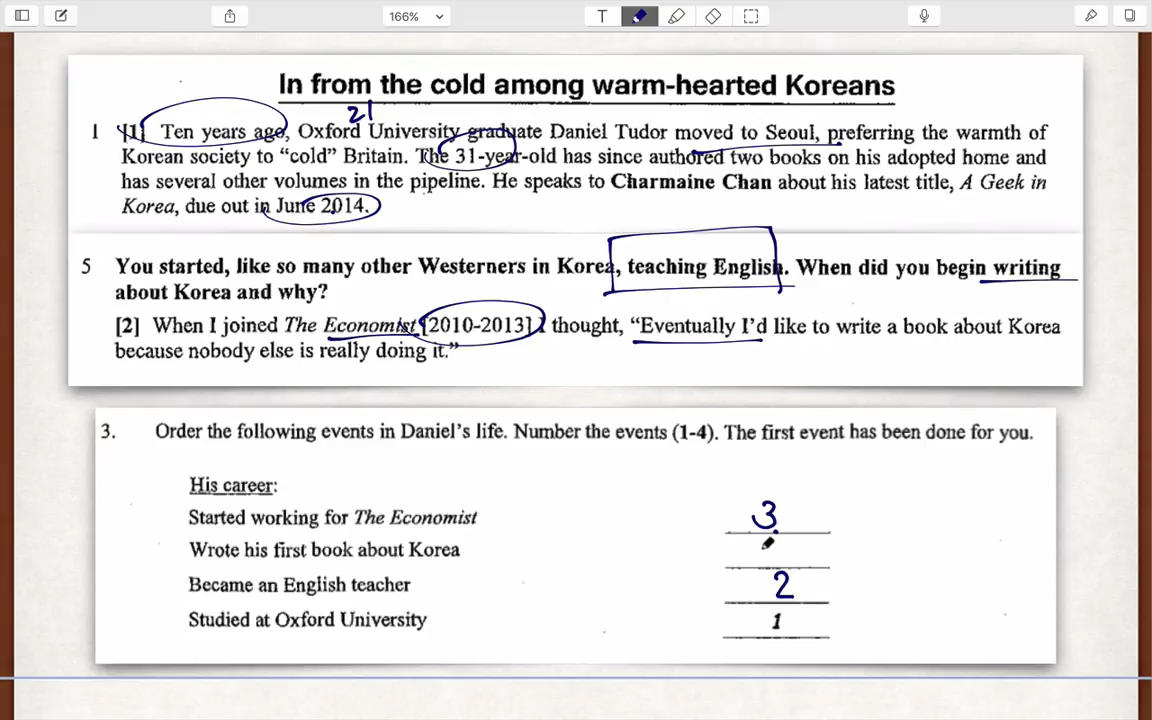 166%
T
In from the cold among warm-hearted Koreans
21
1 [1] Ten years ago, Oxford University graduate Daniel Tudor moved to Seoul, preferring the warmth of
Korean society to “cold” Britain. The 31-year-old has since authored two books on his adopted home and
has several other volumes in the pipeline. He speaks to Charmaine Chan about his latest title, A Geek in
Korea, due out in June 2014.
5 You started, like so many other Westerners in Korea, teaching English. When did you begin writing
about Korea and why?
[2] When I joined The Economist [2010-2013] I thought, “Eventually I’d like to write a book about Korea
because nobody else is really doing it.”
3. Order the following events in Daniel’s life. Number the events (1-4). The first event has been done for you.
His career:
Started working for The Economist 3
Wrote his first book about Korea
Became an English teacher 2
Studied at Oxford University 1